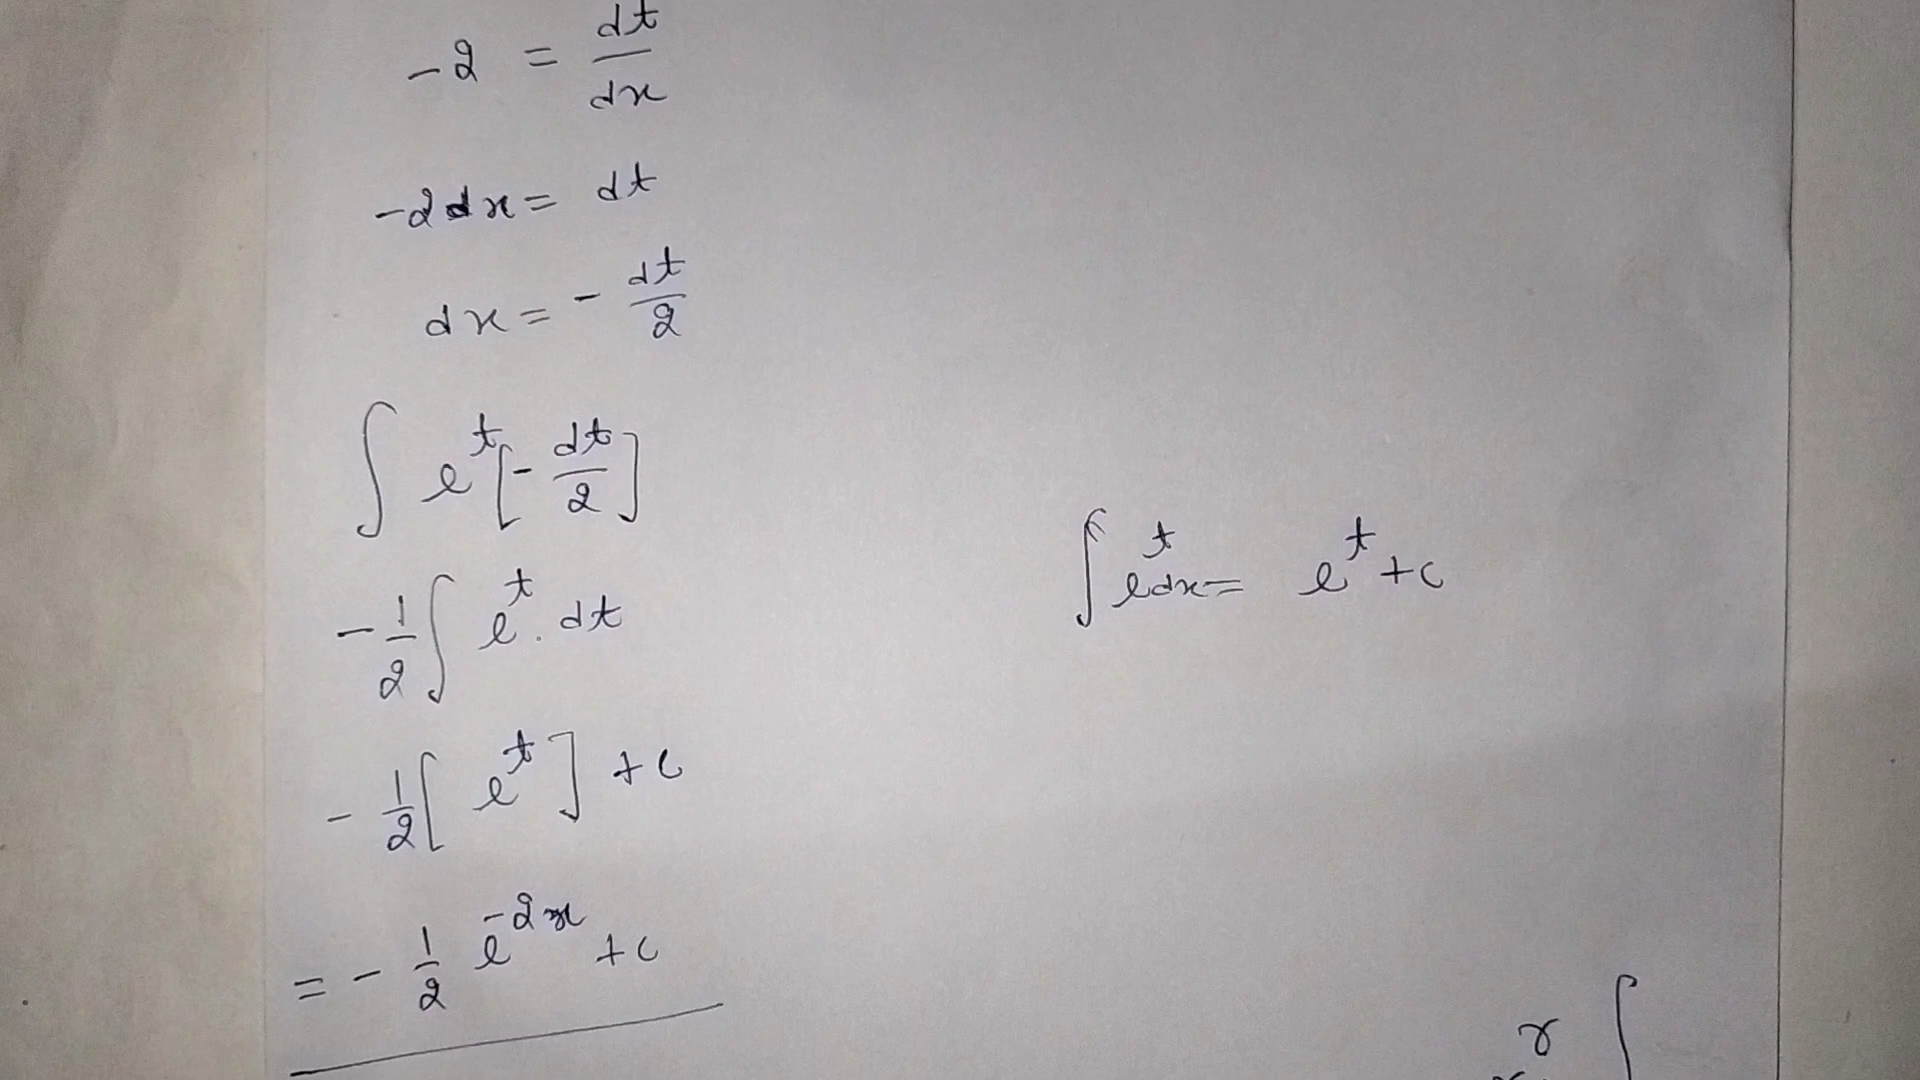 -2 = dt/dx
-2dx = dt
dx = - dt/2
∫ e^t [- dt/2]
-1/2 ∫ e^t . dt
∫ e^t dx = e^t + c
- 1/2 [ e^t ] + c
= - 1/2 e^-2x + c